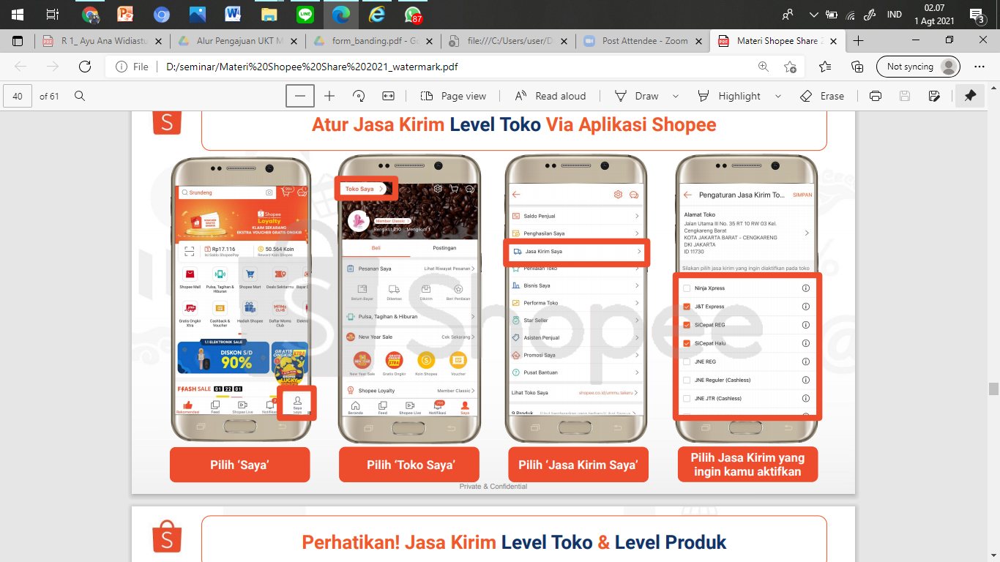 87
IND
02.07
1 Agt 2021
3
R 1_ Ayu Ana Widiastu
Alur Pengajuan UKT M
form_banding.pdf - Go
file:///C:/Users/user/D
Post Attendee - Zoom
Materi Shopee Share 2
File
D:/seminar/Materi%20Shopee%20Share%202021_watermark.pdf
Not syncing
40
of 61
Page view
Read aloud
Draw
Highlight
Erase
Atur Jasa Kirim Level Toko Via Aplikasi Shopee
Srundeng
99+
Shopee
Loyalty
KLAIM SEKARANG
EKSTRA VOUCHER GRATIS ONGKIR
Rp17.116
Isi Saldo ShopeePay
50.564 Koin
Reward Koin Shopee
Shopee Mall
Pulsa, Tagihan &
Hiburan
Shopee Mart
Deals Sekitarmu
Bayar
Gratis Ongkir
Xtra
Cashback &
Voucher
Hadiah Shopee
Daftar Moms
Club
Elektro
1.1 ELEKTRONIK SALE
DISKON S/D
90%
GRATIS
ONGKIR
XTRA
SHOPEE
LUCKY
FLASH SALE 01 22 01
Rekomendasi
Feed
Shopee Live
Notifikasi
Saya
Pilih ‘Saya’
Toko Saya
Member Classic
Pengikut 210
Mengikuti 1
Beli
Postingan
Pesanan Saya
Lihat Riwayat Pesanan
Belum Bayar
Dikemas
Dikirim
Beri Penilaian
Pulsa, Tagihan & Hiburan
New Year Sale
Cek Sekarang
New Year Sale
Gratis Ongkir
Koin Shopee
Voucher
Shopee Loyalty
Member Classic
Beranda
Feed
Shopee Live
Notifikasi
Saya
Pilih ‘Toko Saya’
Saldo Penjual
Penghasilan Saya
Jasa Kirim Saya
Penilaian Toko
Bisnis Saya
Performa Toko
Star Seller
Asisten Penjual
Promosi Saya
Pusat Bantuan
Lihat Toko Saya
shopee.co.id/ummu.takeru
9 Produk
Pilih ‘Jasa Kirim Saya’
Pengaturan Jasa Kirim To...
SIMPAN
Alamat Toko
Jalan Utama III No. 35 RT 10 RW 03 Kel.
Cengkareng Barat
KOTA JAKARTA BARAT - CENGKARENG
DKI JAKARTA
ID 11730
Silakan pilih jasa kirim yang ingin diaktifkan pada toko
Ninja Xpress
J&T Express
SiCepat REG
SiCepat Halu
JNE REG
JNE Reguler (Cashless)
JNE JTR (Cashless)
Pilih Jasa Kirim yang
ingin kamu aktifkan
Shopee
Private & Confidential
Perhatikan! Jasa Kirim Level Toko & Level Produk